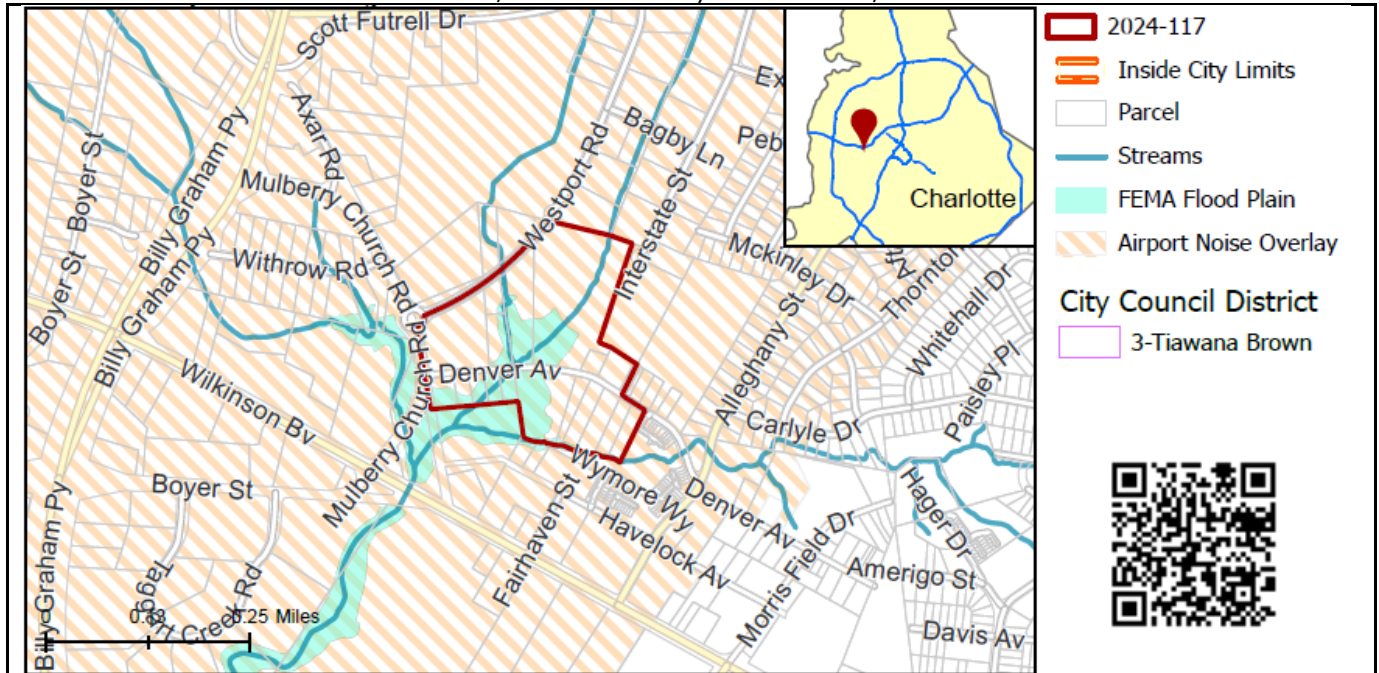 Scott Futrell Dr
Ex
Bagby Ln
Peb
Axar Rd
Westport Rd
Boyer St
Billy Graham Py
Mulberry Church Rd
Interstate St
Charlotte
Withrow Rd
Mckinley Dr
Thornton
Boyer St
Billy Graham Py
Rd
Alleghany St
Whitehall Dr
Denver Av
Paisley Pl
Wilkinson Bv
Mulberry Church Rd
Carlyle Dr
Boyer St
Wymore Wy
Denver Av
Hager Dr
Billy Graham Py
Fairhaven St
Havelock Av
Morris Field Dr
Amerigo St
Creek Rd
0.25 Miles
Davis Av
2024-117
Inside City Limits
Parcel
Streams
FEMA Flood Plain
Airport Noise Overlay
City Council District
3-Tiawana Brown